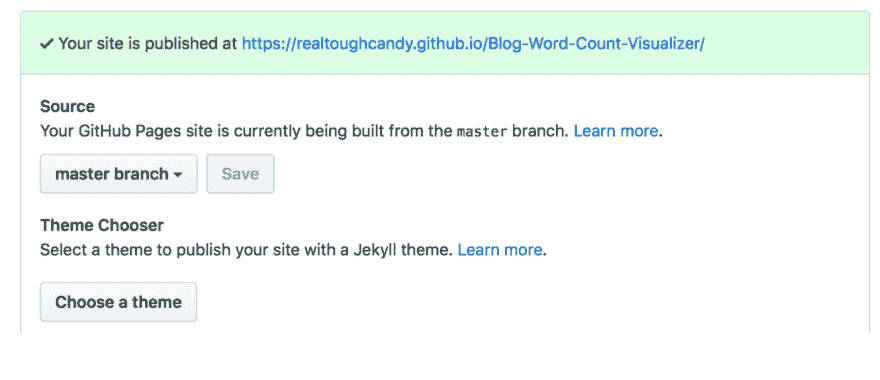 ✓ Your site is published at https://realtoughcandy.github.io/Blog-Word-Count-Visualizer/
Source
Your GitHub Pages site is currently being built from the master branch. Learn more.
master branch Save
Theme Chooser
Select a theme to publish your site with a Jekyll theme. Learn more.
Choose a theme